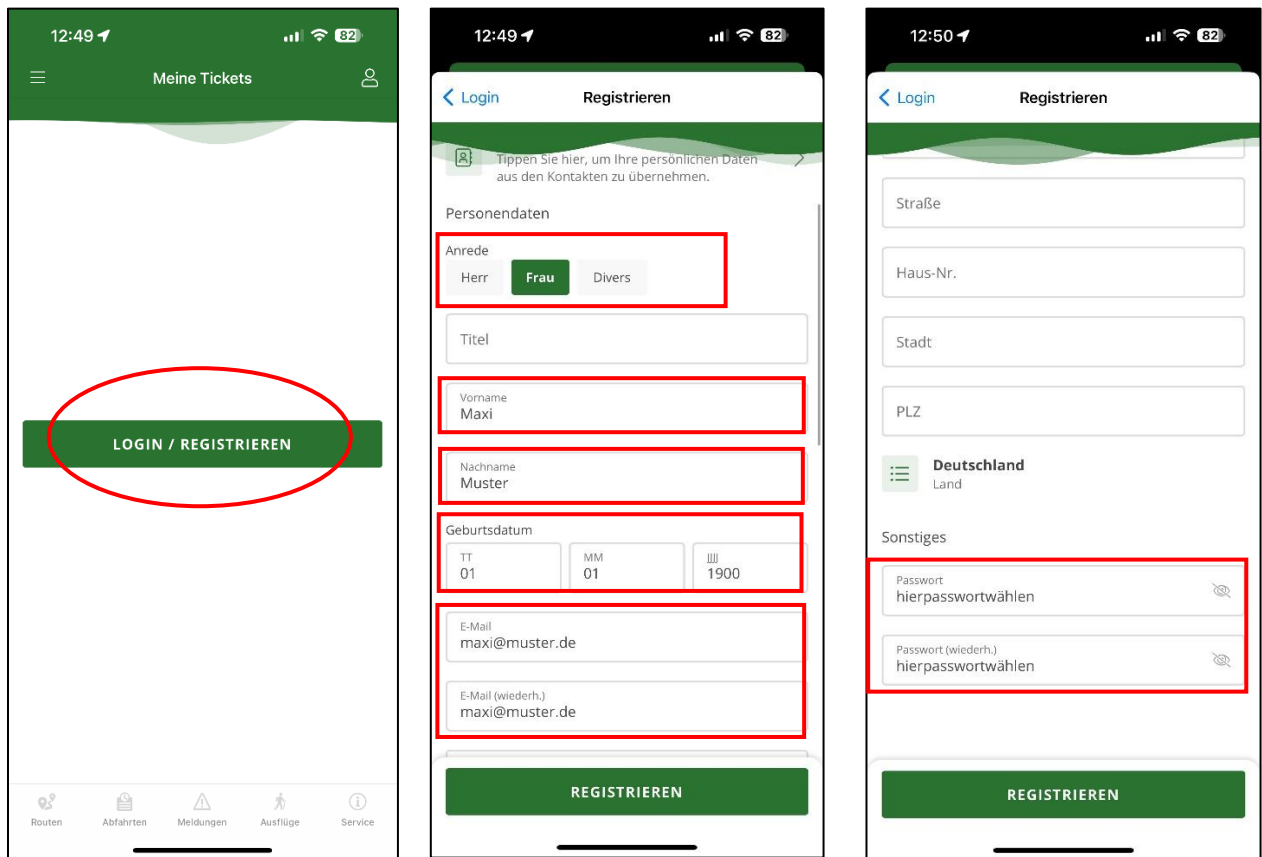 12:49
82
Meine Tickets
LOGIN / REGISTRIEREN
Routen
Abfahrten
Meldungen
Ausflüge
Service
12:49
82
Login
Registrieren
Tippen Sie hier, um Ihre persönlichen Daten
aus den Kontakten zu übernehmen.
Personendaten
Anrede
Herr
Frau
Divers
Titel
Vorname
Maxi
Nachname
Muster
Geburtsdatum
TT
MM
JJJJ
01
01
1900
E-Mail
maxi@muster.de
E-Mail (wiederh.)
maxi@muster.de
REGISTRIEREN
12:50
82
Login
Registrieren
Straße
Haus-Nr.
Stadt
PLZ
Deutschland
Land
Sonstiges
Passwort
hierpasswortwählen
Passwort (wiederh.)
hierpasswortwählen
REGISTRIEREN